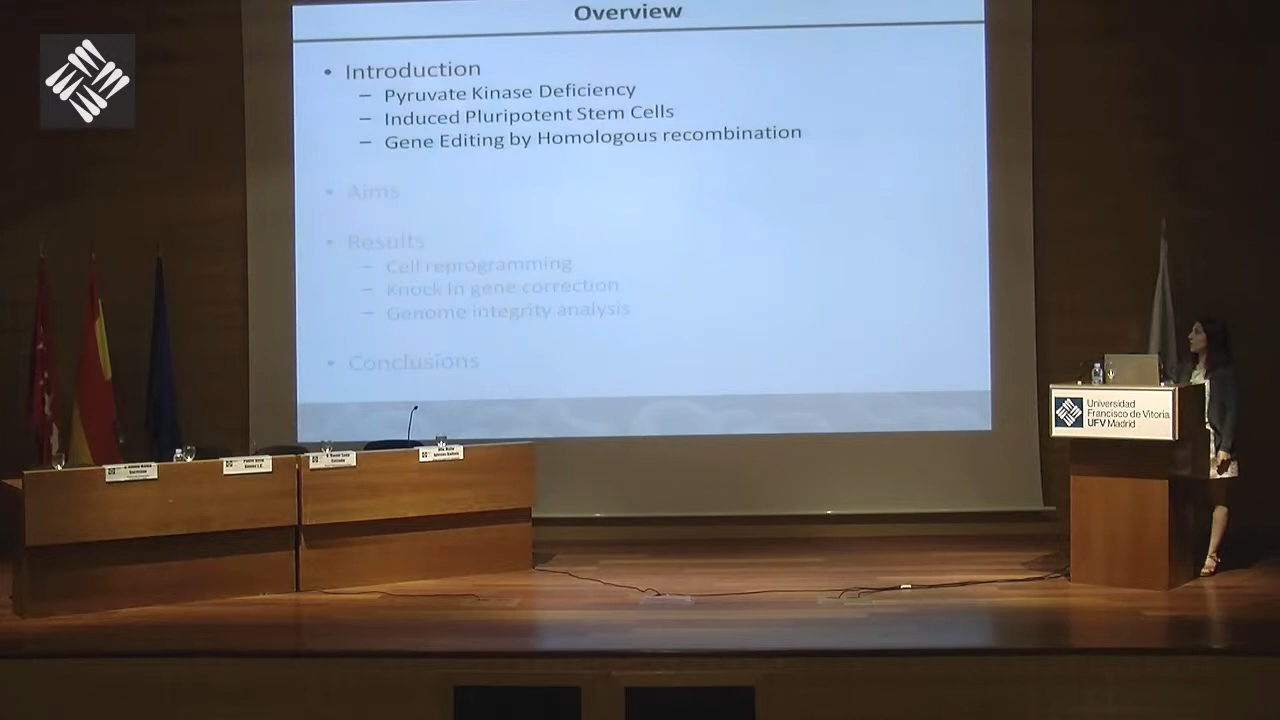 Overview
• Introduction
– Pyruvate Kinase Deficiency
– Induced Pluripotent Stem Cells
– Gene Editing by Homologous recombination
• Aims
• Results
– Cell reprogramming
– Knock In gene correction
– Genome integrity analysis
• Conclusions
Universidad
Francisco de Vitoria
UFV Madrid